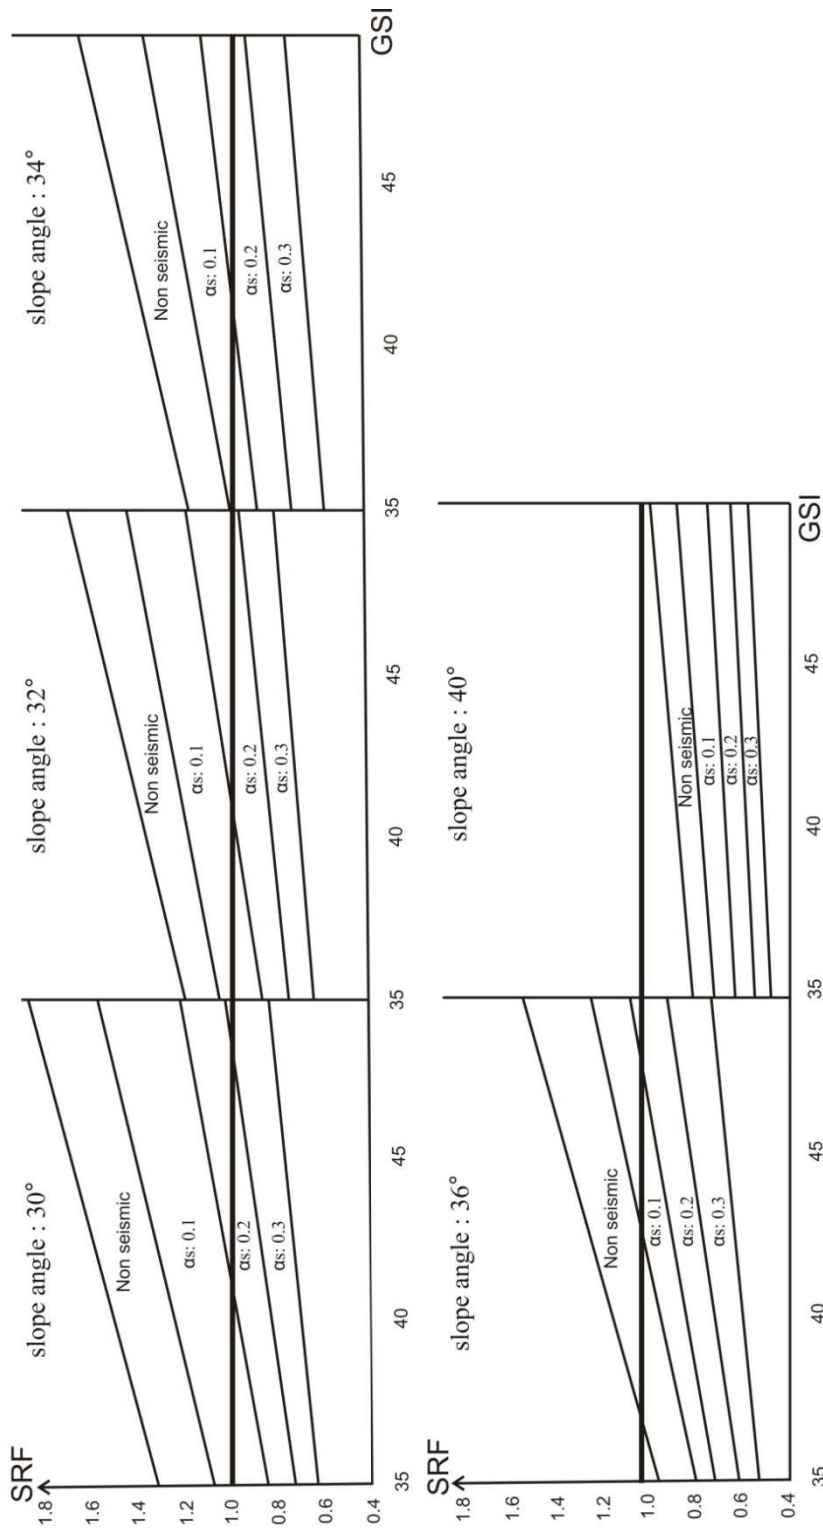 SRF
1.8
1.6
1.4
1.2
1.0
0.8
0.6
0.4
slope angle : 30°
Non seismic
αs: 0.1
αs: 0.2
αs: 0.3
35
40
45
slope angle : 32°
Non seismic
αs: 0.1
αs: 0.2
αs: 0.3
35
40
45
slope angle : 34°
Non seismic
αs: 0.1
αs: 0.2
αs: 0.3
35
40
45
GSI
SRF
1.8
1.6
1.4
1.2
1.0
0.8
0.6
0.4
slope angle : 36°
Non seismic
αs: 0.1
αs: 0.2
αs: 0.3
35
40
45
slope angle : 40°
Non seismic
αs: 0.1
αs: 0.2
αs: 0.3
35
40
45
GSI